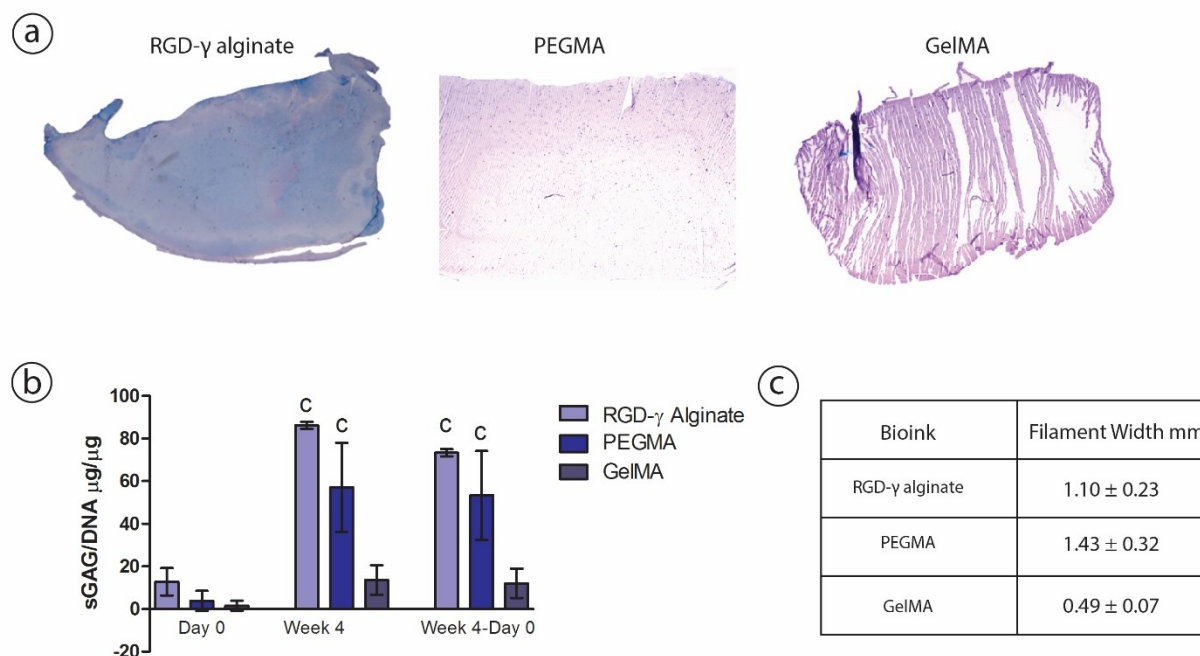 a
RGD-γ alginate
PEGMA
GelMA
b
100
80
60
40
20
0
-20
sGAG/DNA µg/µg
C
C
C
C
Day 0
Week 4
Week 4-Day 0
RGD-γ Alginate
PEGMA
GelMA
c
Bioink
Filament Width mm
RGD-γ alginate
1.10 ± 0.23
PEGMA
1.43 ± 0.32
GelMA
0.49 ± 0.07